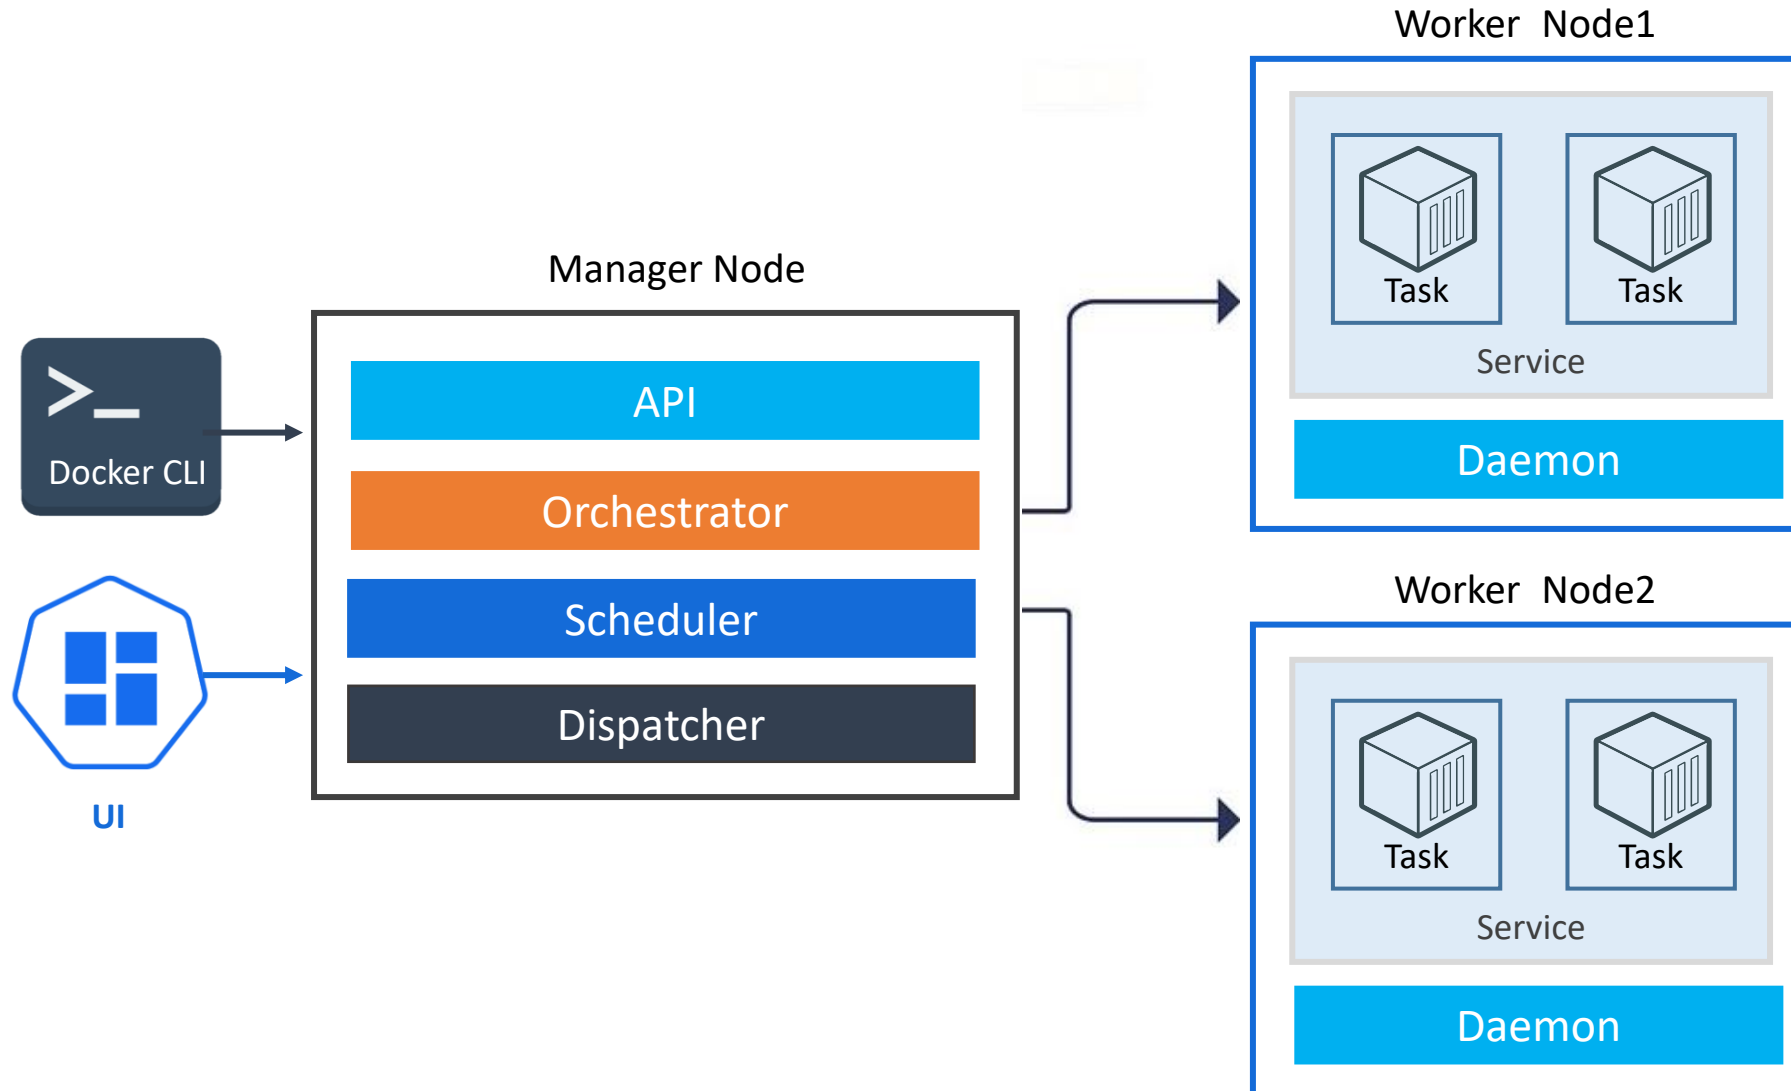 Worker  Node1
Task
Task
Service
Daemon
Manager Node
API
Orchestrator
Scheduler
Dispatcher
>_
Docker CLI
UI
Worker  Node2
Task
Task
Service
Daemon